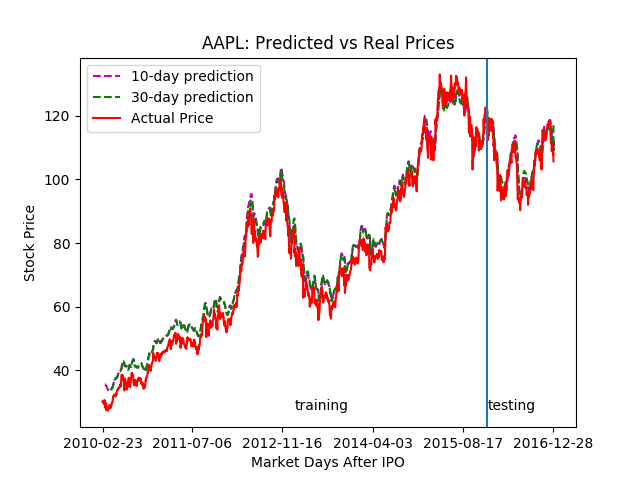 AAPL: Predicted vs Real Prices
10-day prediction
30-day prediction
Actual Price
Stock Price
120
100
80
60
40
training
testing
2010-02-23 2011-07-06 2012-11-16 2014-04-03 2015-08-17 2016-12-28
Market Days After IPO